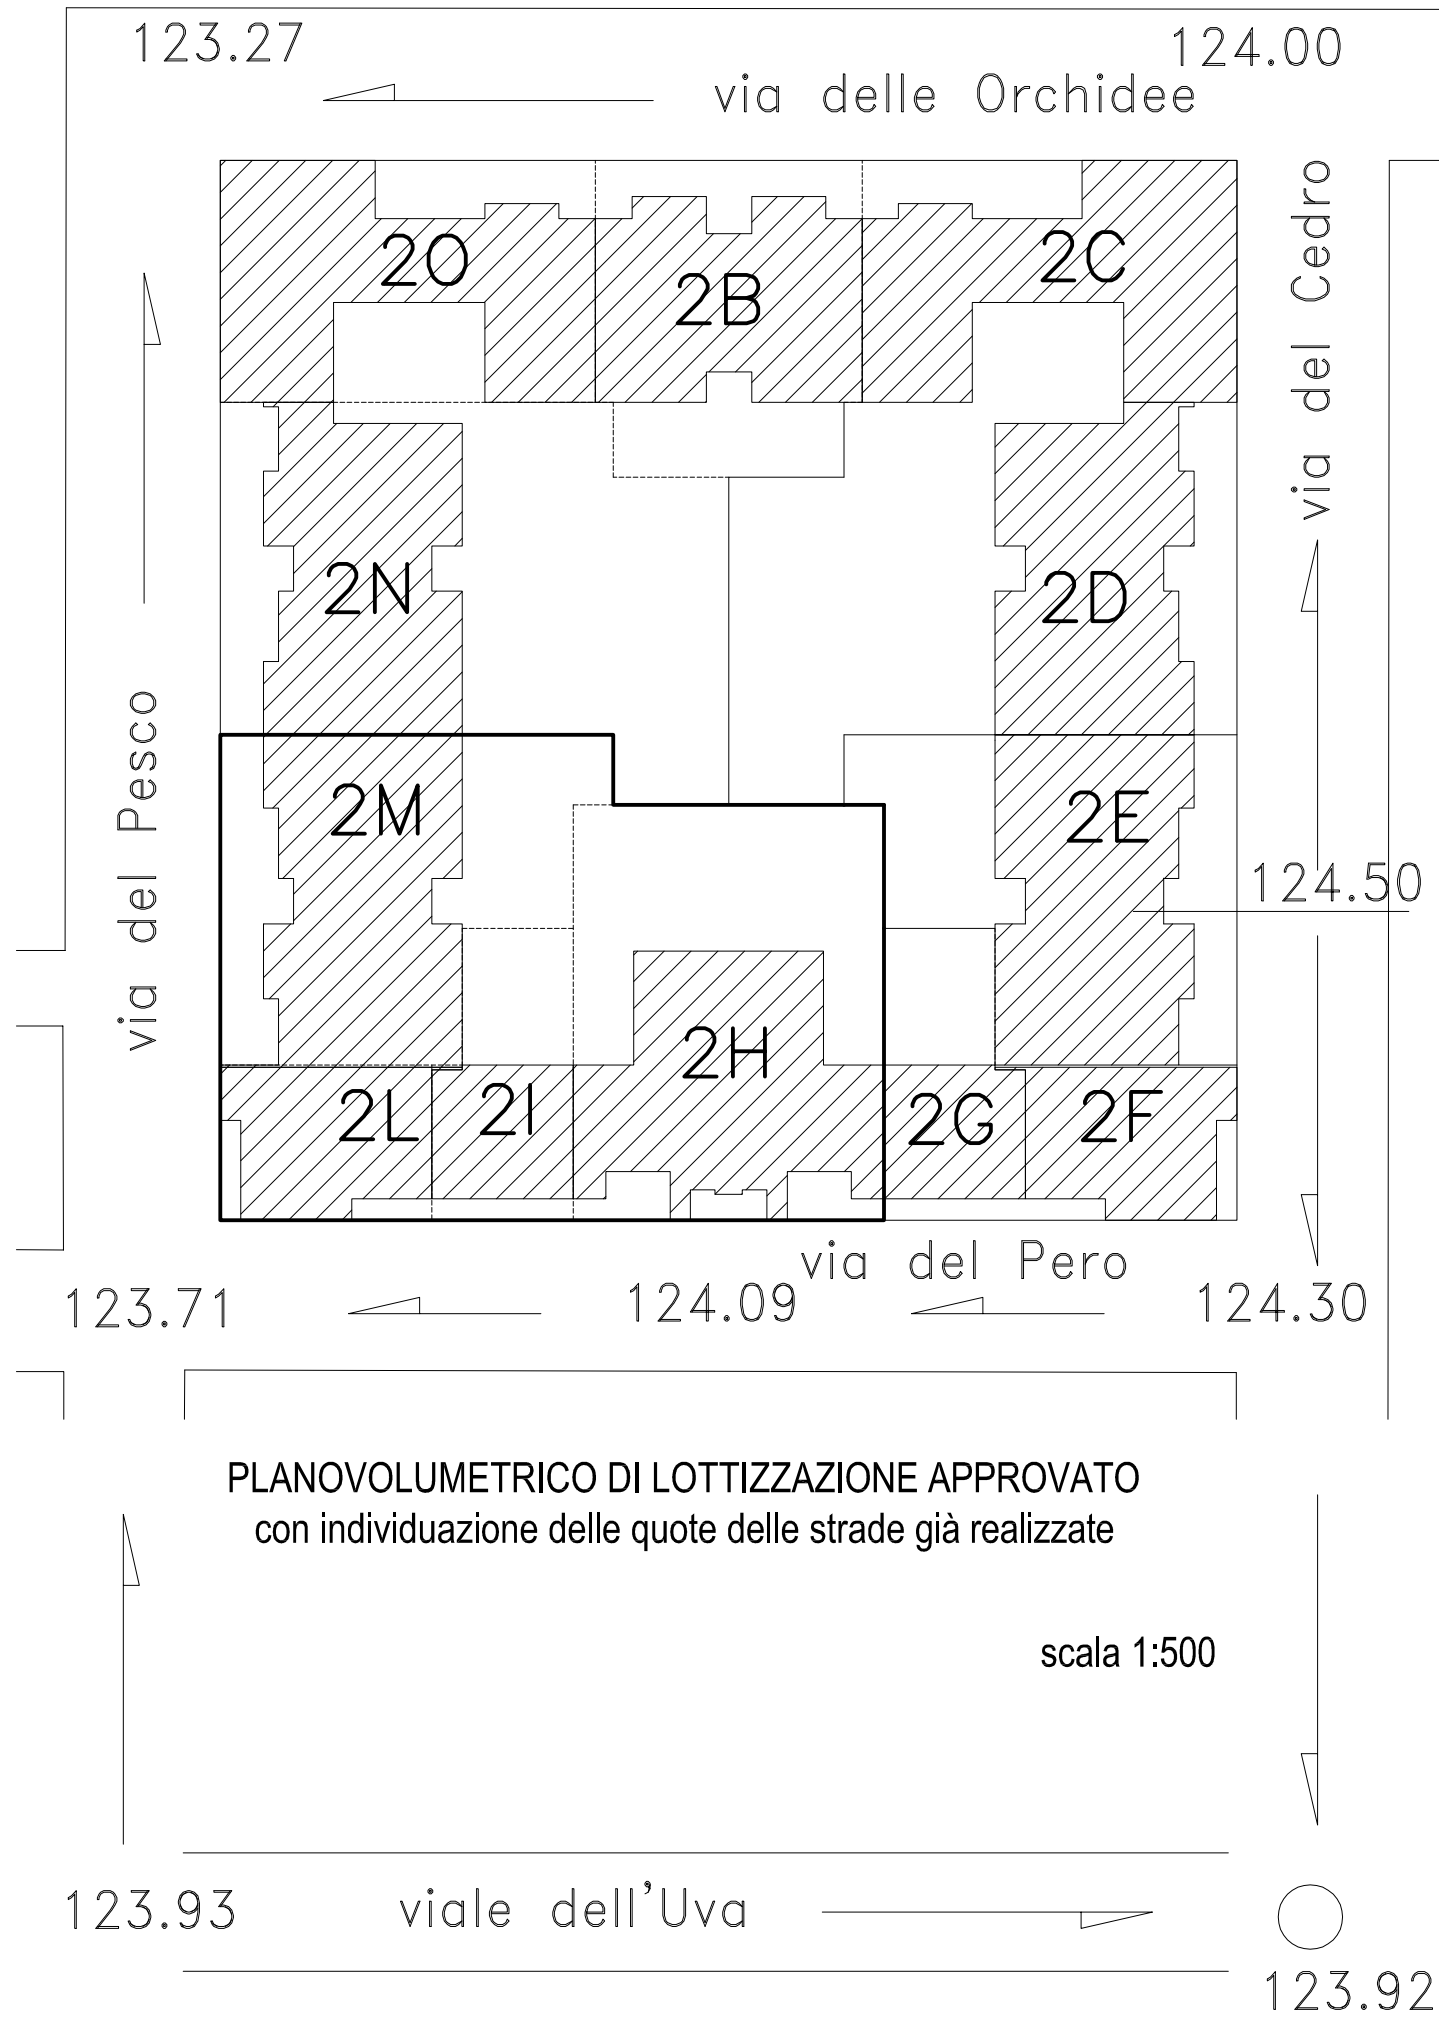 123.27
124.00
via delle Orchidee
via del Cedro
2O
2B
2C
2N
2D
via del Pesco
2M
2E
124.50
2H
2L
2I
2G
2F
via del Pero
123.71
124.09
124.30
PLANOVOLUMETRICO DI LOTTIZZAZIONE APPROVATO
con individuazione delle quote delle strade già realizzate
scala 1:500
123.93
viale dell'Uva
123.92